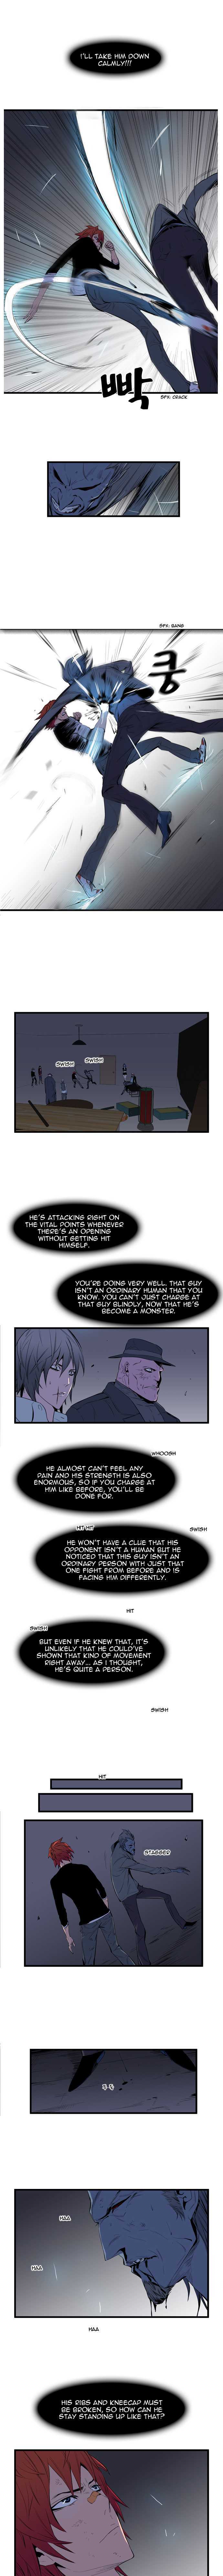 I'LL TAKE HIM DOWN
CALMLY!!!
빠악
SFX: CRACK
SFX: BANG
쿵
SWISH
SWISH
HE'S ATTACKING RIGHT ON
THE VITAL POINTS WHENEVER
THERE'S AN OPENING
WITHOUT GETTING HIT
HIMSELF.
YOU'RE DOING VERY WELL. THAT GUY
ISN'T AN ORDINARY HUMAN THAT YOU
KNOW. YOU CAN'T JUST CHARGE AT
THAT GUY BLINDLY, NOW THAT HE'S
BECOME A MONSTER.
WHOOSH
HE ALMOST CAN'T FEEL ANY
PAIN AND HIS STRENGTH IS ALSO
ENORMOUS, SO IF YOU CHARGE
AT HIM LIKE BEFORE, YOU'LL BE
DONE FOR.
HIT HIT
SWISH
HE WON'T HAVE A CLUE THAT HIS
OPPONENT ISN'T A HUMAN BUT HE
NOTICED THAT THIS GUY ISN'T AN
ORDINARY PERSON WITH JUST THAT
ONE FIGHT FROM BEFORE AND IS
FACING HIM DIFFERENTLY.
HIT
SWISH
BUT EVEN IF HE KNEW THAT, IT'S
UNLIKELY THAT HE COULD'VE
SHOWN THAT KIND OF MOVEMENT
RIGHT AWAY... AS I THOUGHT,
HE'S QUITE A PERSON.
SWISH
HIT
STAGGER
HAA
HAA
HAA
HIS RIBS AND KNEECAP MUST
BE BROKEN, SO HOW CAN HE
STAY STANDING UP LIKE THAT?